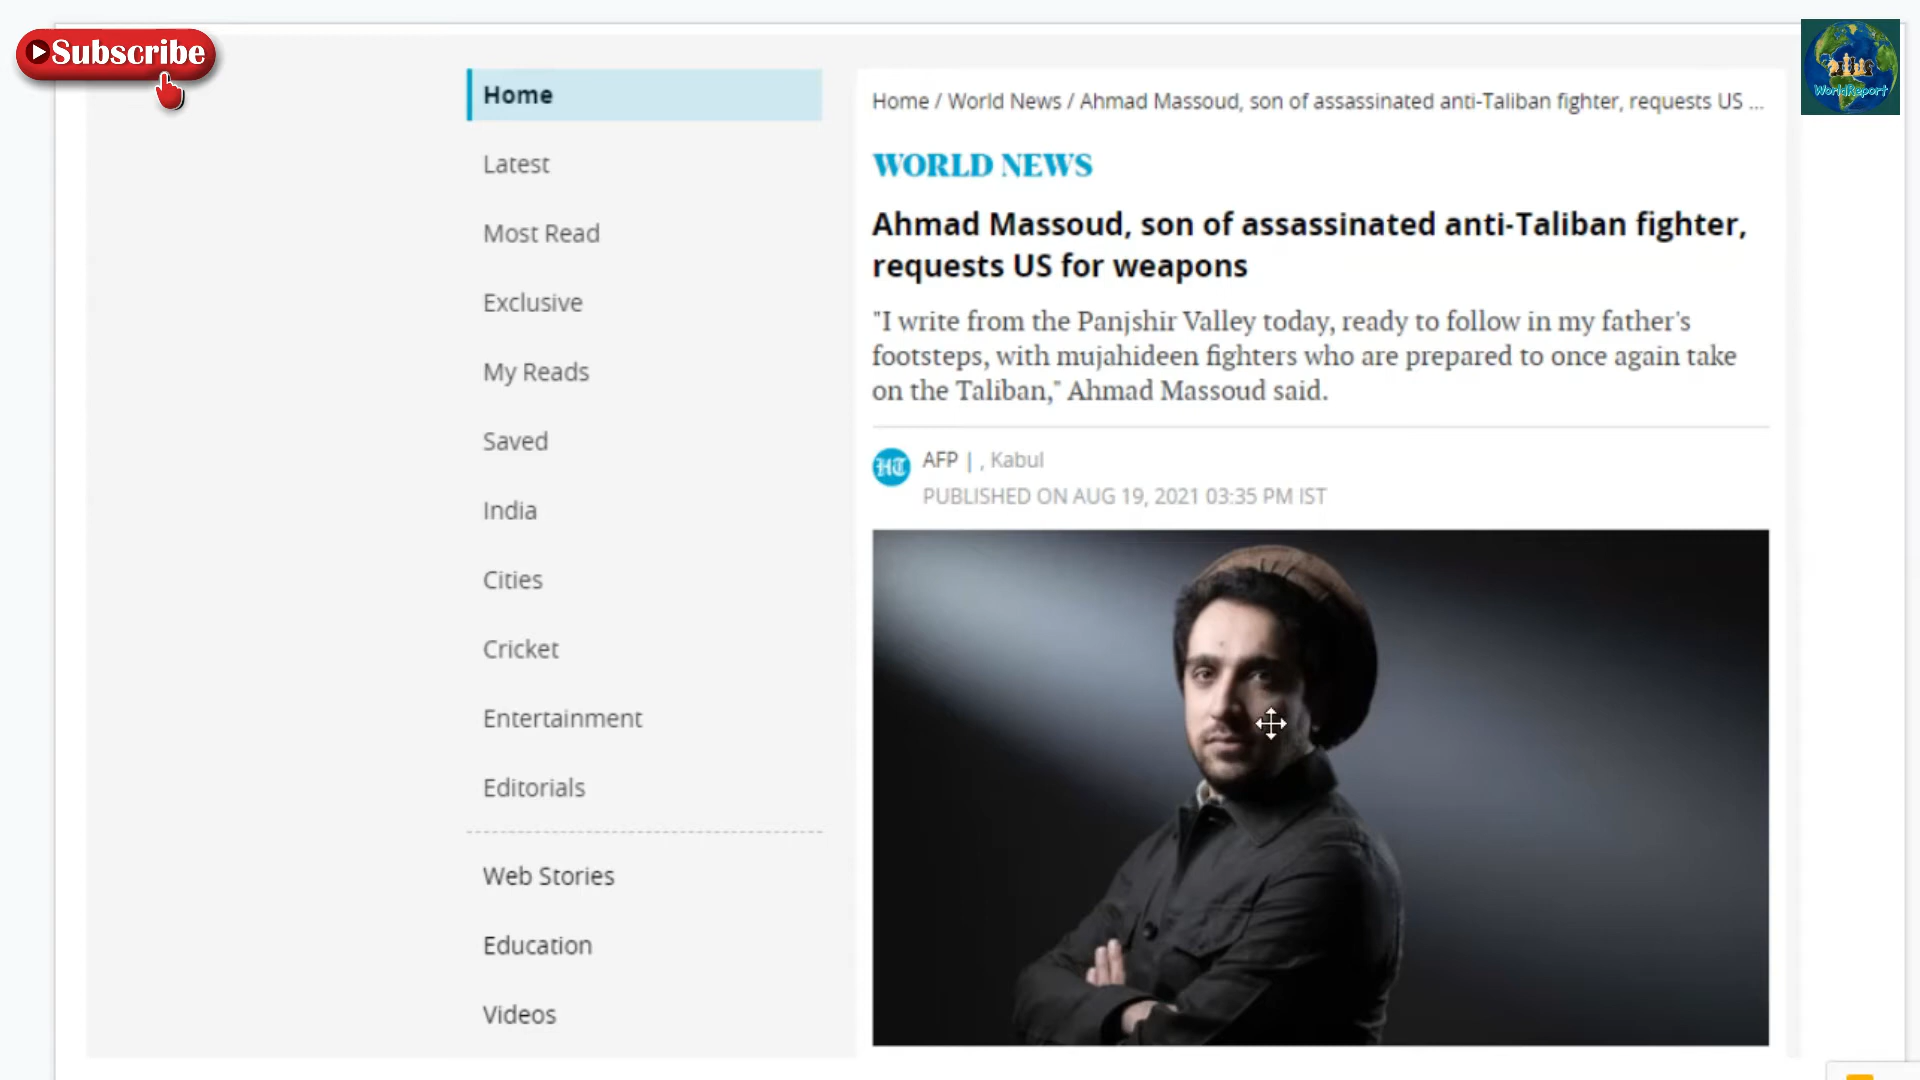 Subscribe
WorldReport
Home
Latest
Most Read
Exclusive
My Reads
Saved
India
Cities
Cricket
Entertainment
Editorials
Web Stories
Education
Videos
Home / World News / Ahmad Massoud, son of assassinated anti-Taliban fighter, requests US ...
WORLD NEWS
Ahmad Massoud, son of assassinated anti-Taliban fighter,
requests US for weapons
"I write from the Panjshir Valley today, ready to follow in my father's
footsteps, with mujahideen fighters who are prepared to once again take
on the Taliban," Ahmad Massoud said.
HT
AFP | , Kabul
PUBLISHED ON AUG 19, 2021 03:35 PM IST